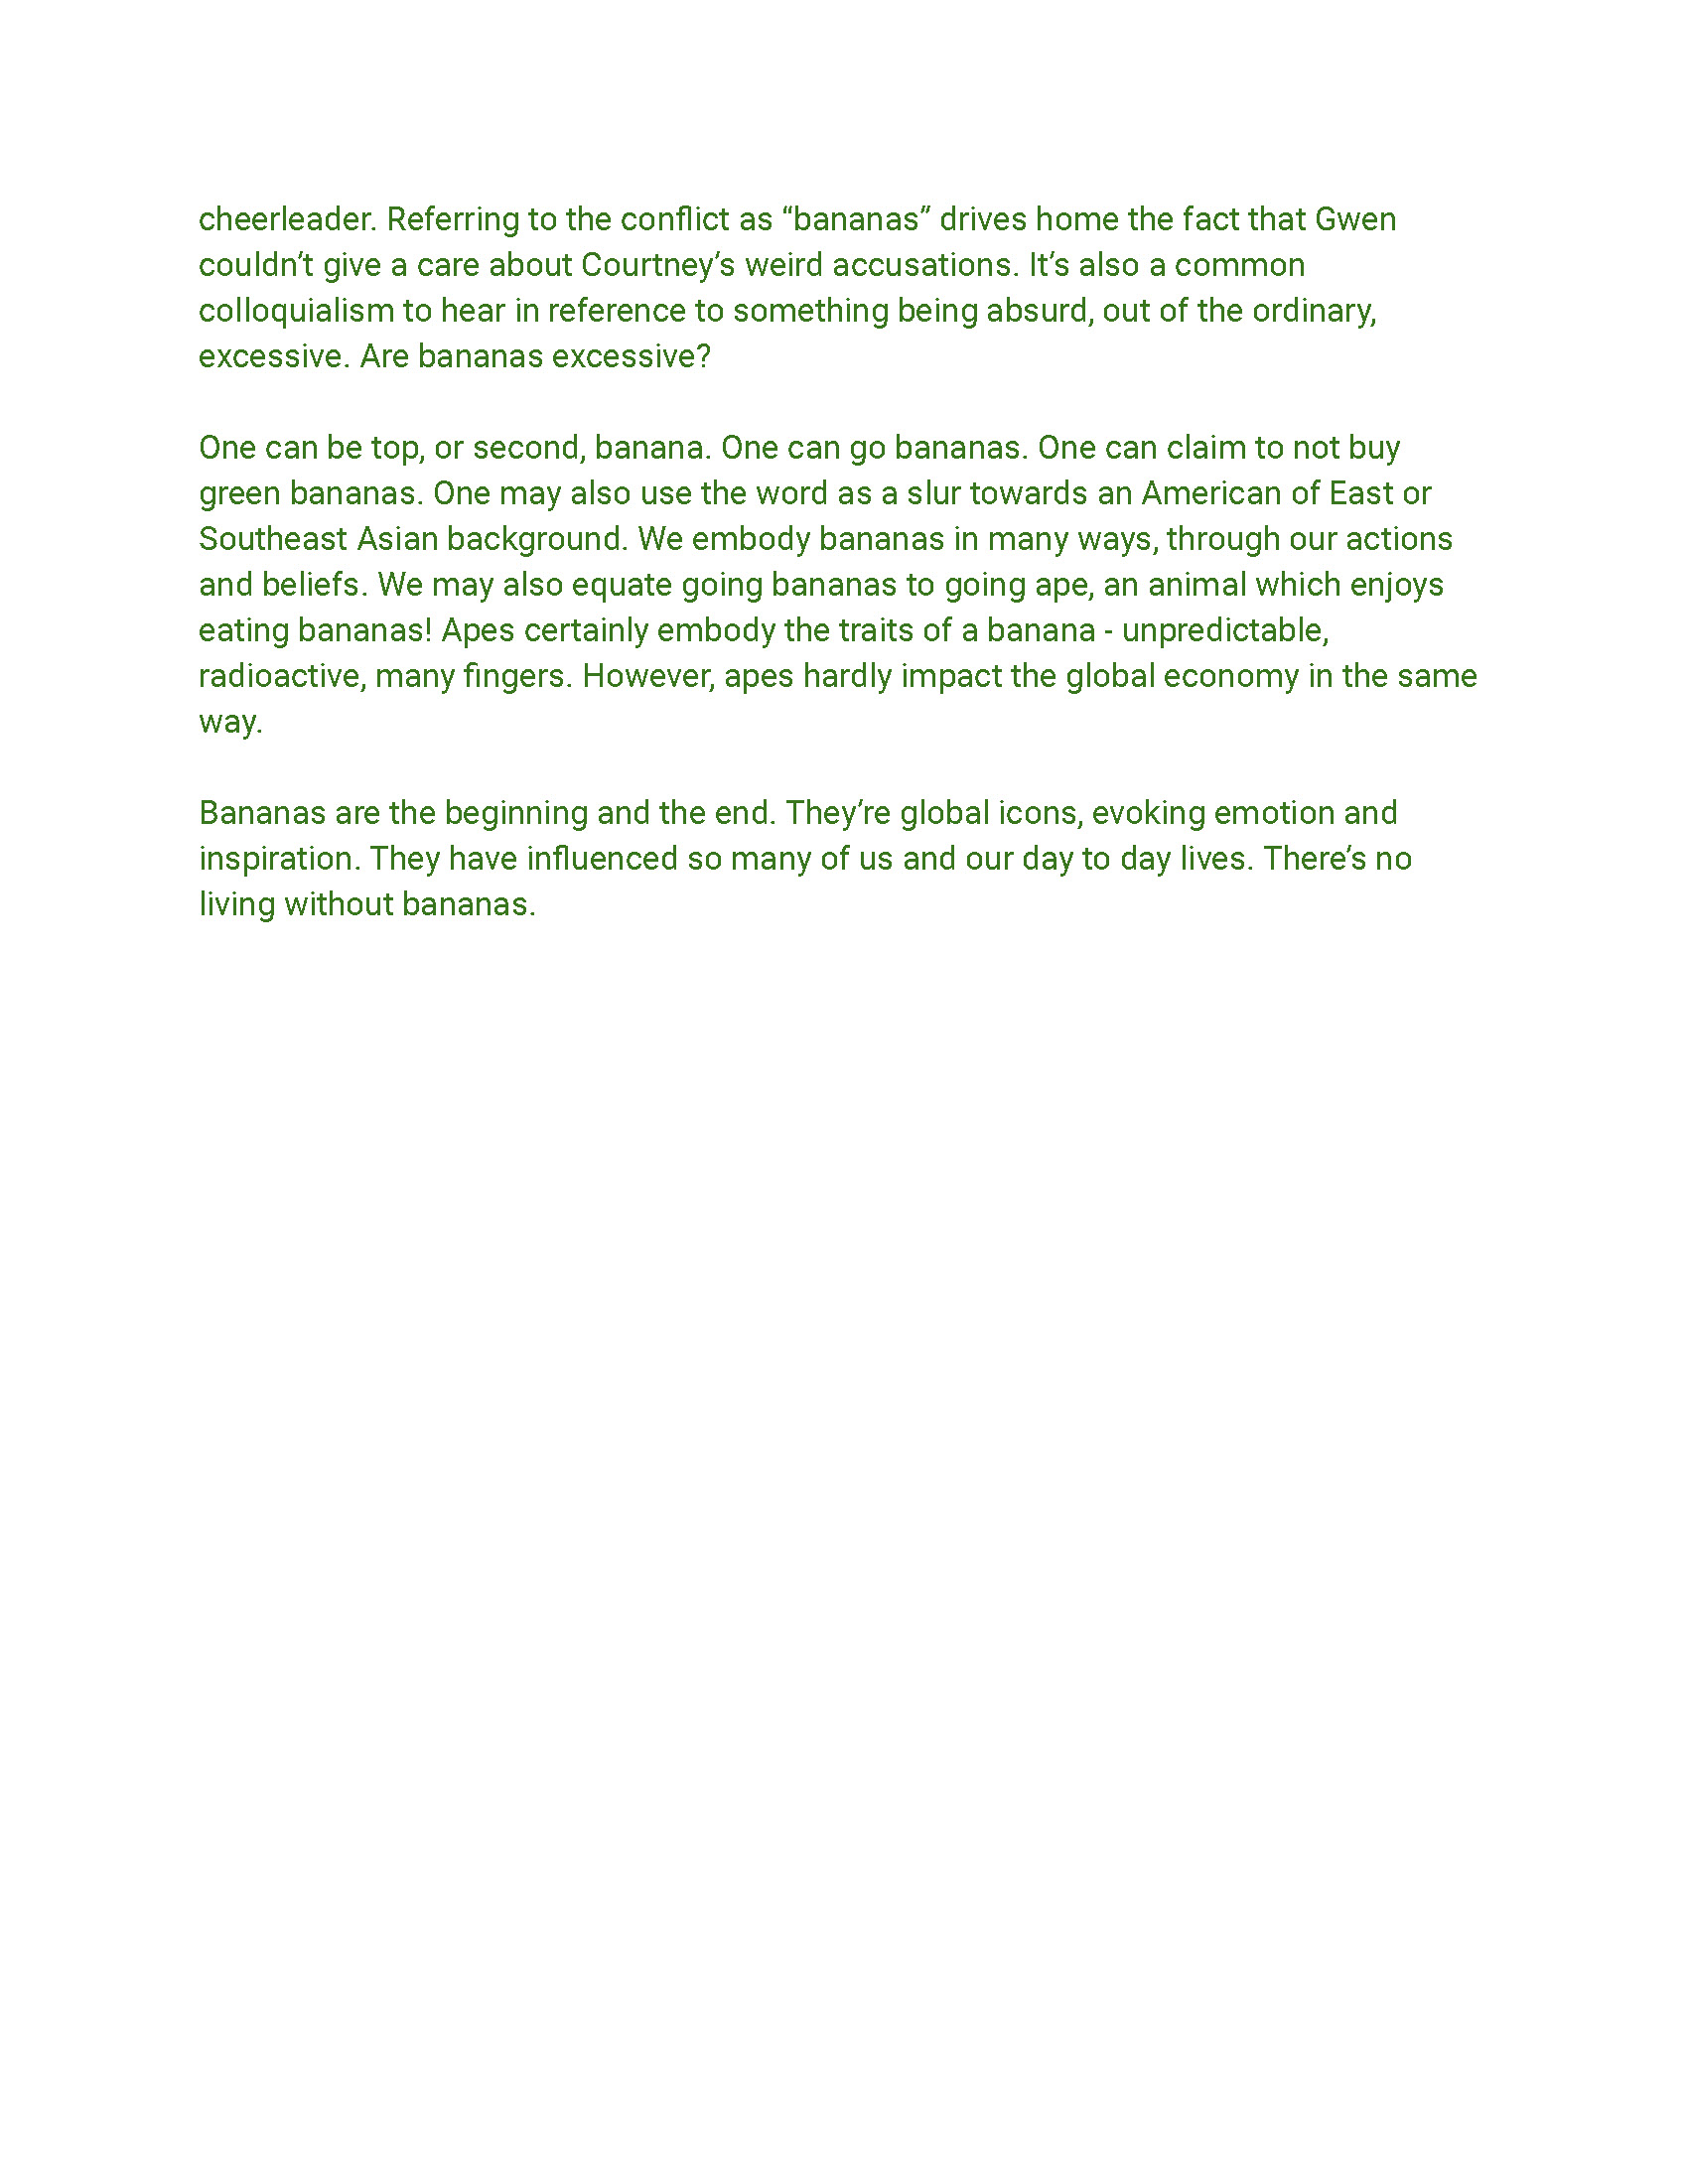 cheerleader. Referring to the conflict as “bananas” drives home the fact that Gwen
couldn’t give a care about Courtney’s weird accusations. It’s also a common
colloquialism to hear in reference to something being absurd, out of the ordinary,
excessive. Are bananas excessive?
One can be top, or second, banana. One can go bananas. One can claim to not buy
green bananas. One may also use the word as a slur towards an American of East or
Southeast Asian background. We embody bananas in many ways, through our actions
and beliefs. We may also equate going bananas to going ape, an animal which enjoys
eating bananas! Apes certainly embody the traits of a banana - unpredictable,
radioactive, many fingers. However, apes hardly impact the global economy in the same
way.
Bananas are the beginning and the end. They’re global icons, evoking emotion and
inspiration. They have influenced so many of us and our day to day lives. There’s no
living without bananas.